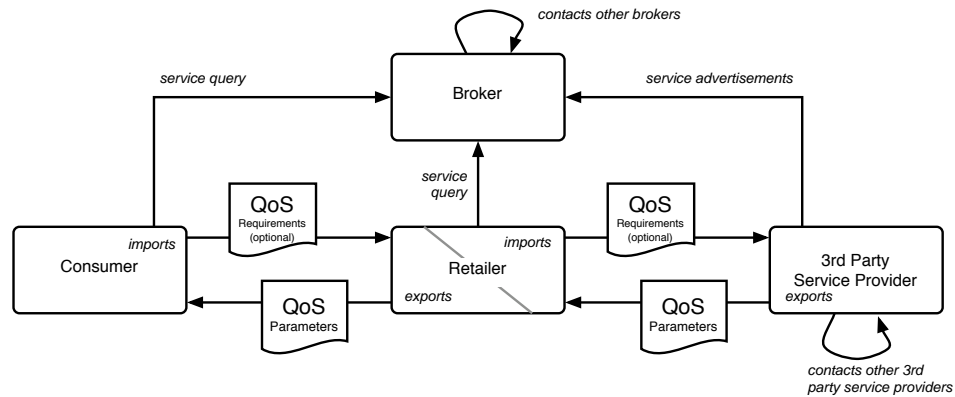 contacts other brokers
service query
Broker
service advertisements
service
query
QoS
Requirements
(optional)
QoS
Requirements
(optional)
imports
Consumer
imports
Retailer
exports
3rd Party
Service Provider
exports
QoS
Parameters
QoS
Parameters
contacts other 3rd
party service providers